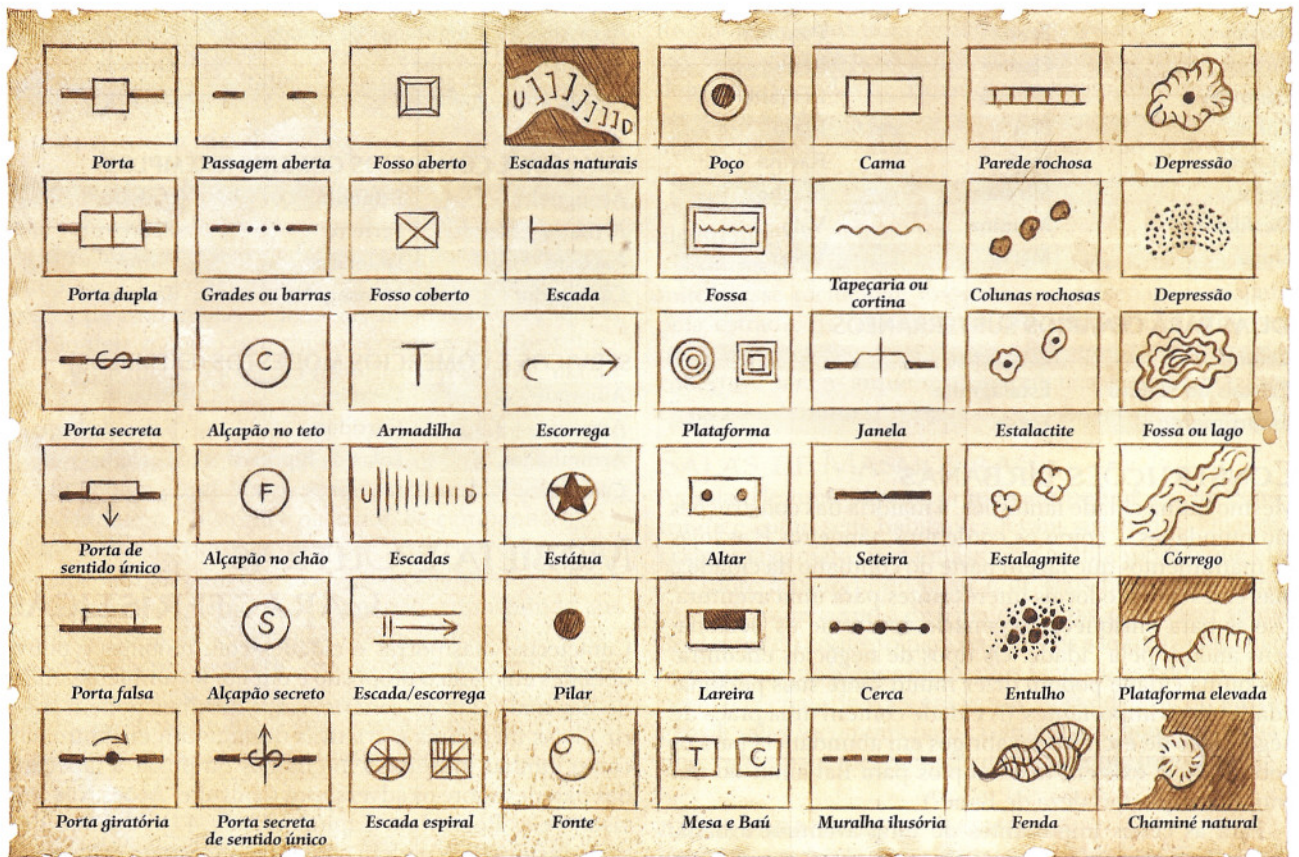 Porta
Passagem aberta
Fosso aberto
Escadas naturais
Poço
Cama
Parede rochosa
Depressão
Porta dupla
Grades ou barras
Fosso coberto
Escada
Fossa
Tapeçaria ou
cortina
Colunas rochosas
Depressão
S
C
T
Porta secreta
Alçapão no teto
Armadilha
Escorrega
Plataforma
Janela
Estalactite
Fossa ou lago
F
U
D
Porta de
sentido único
Alçapão no chão
Escadas
Estátua
Altar
Seteira
Estalagmite
Córrego
S
Porta falsa
Alçapão secreto
Escada/escorrega
Pilar
Lareira
Cerca
Entulho
Plataforma elevada
S
T
C
Porta giratória
Porta secreta
de sentido único
Escada espiral
Fonte
Mesa e Baú
Muralha ilusória
Fenda
Chaminé natural